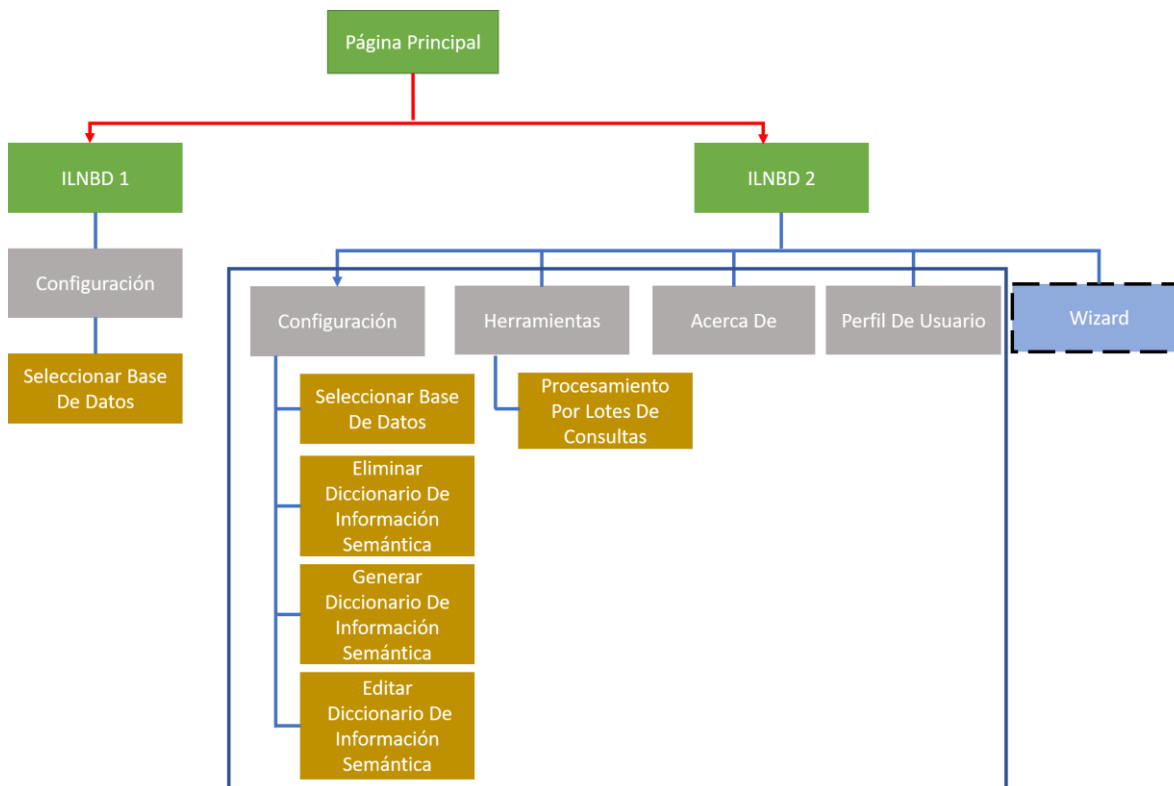 Página Principal
ILNBD 1
ILNBD 2
Configuración
Seleccionar Base
De Datos
Configuración
Herramientas
Acerca De
Perfil De Usuario
Wizard
Seleccionar Base
De Datos
Eliminar
Diccionario De
Información
Semántica
Generar
Diccionario De
Información
Semántica
Editar
Diccionario De
Información
Semántica
Procesamiento
Por Lotes De
Consultas